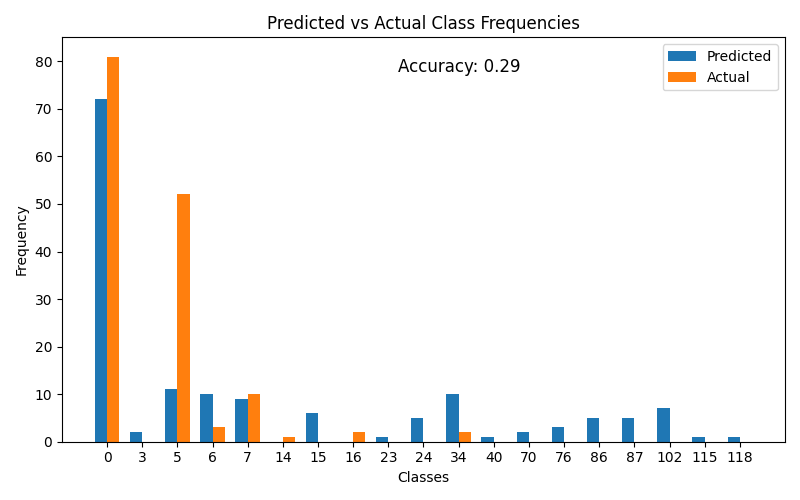 Predicted vs Actual Class Frequencies
Accuracy: 0.29
Predicted
Actual
Frequency
80
70
60
50
40
30
20
10
0
0 3 5 6 7 14 15 16 23 24 34 40 70 76 86 87 102 115 118
Classes